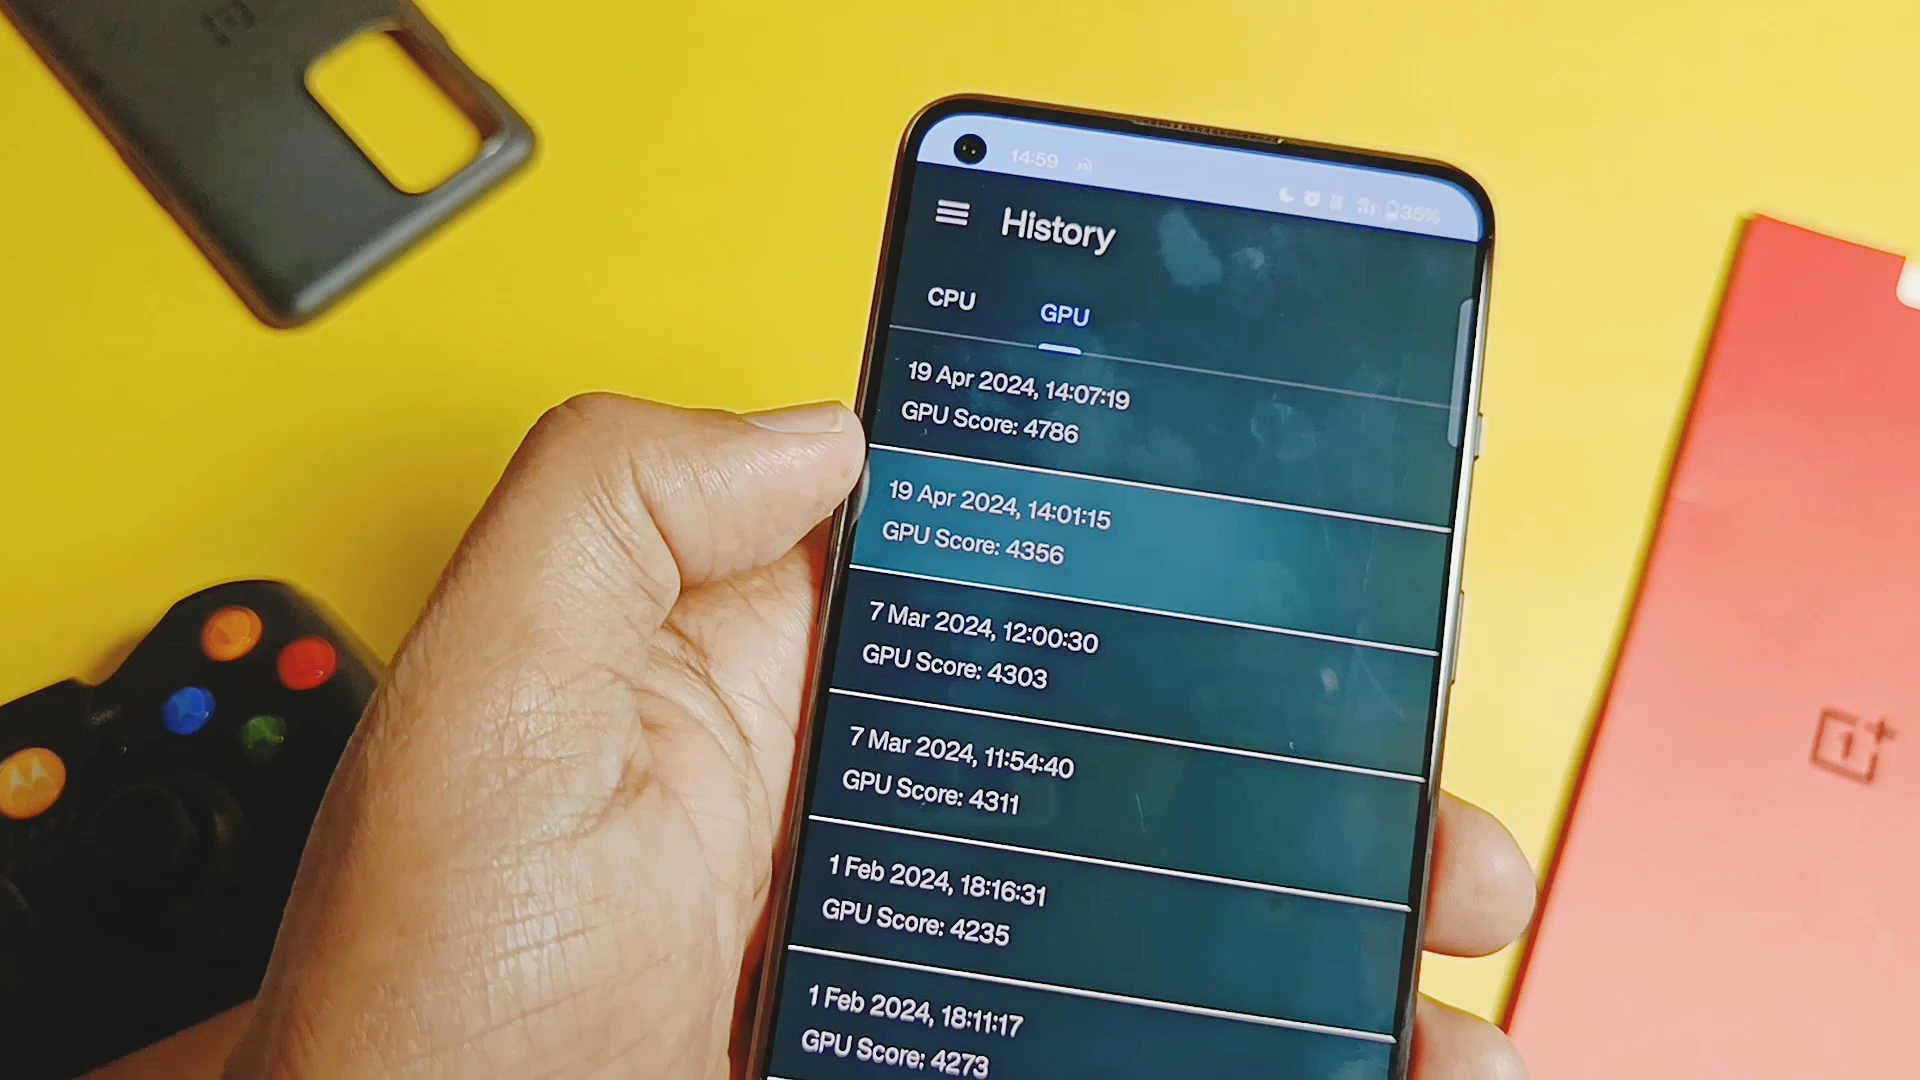 14:59
35%
History
CPU
GPU
19 Apr 2024, 14:07:19
GPU Score: 4786
19 Apr 2024, 14:01:15
GPU Score: 4356
7 Mar 2024, 12:00:30
GPU Score: 4303
7 Mar 2024, 11:54:40
GPU Score: 4311
1 Feb 2024, 18:16:31
GPU Score: 4235
1 Feb 2024, 18:11:17
GPU Score: 4273
1+